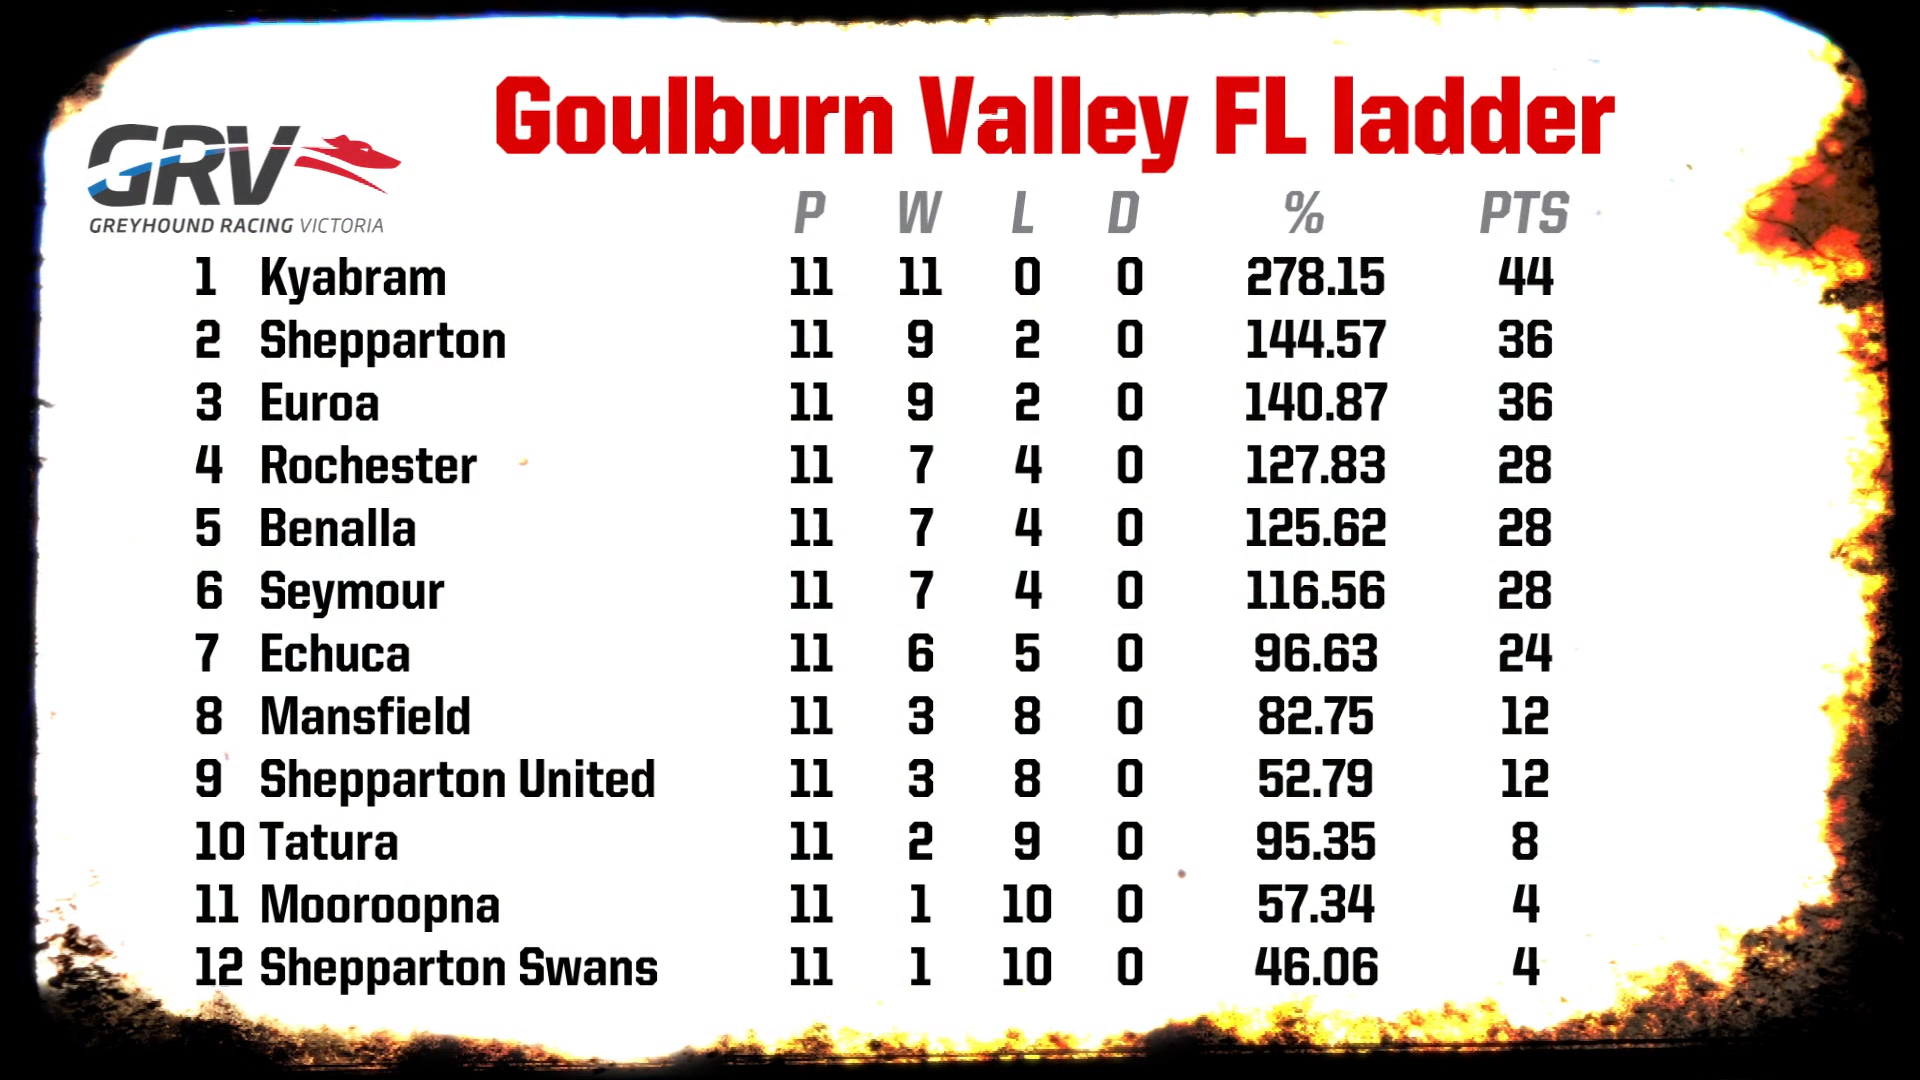 Goulburn Valley FL ladder
GRV
GREYHOUND RACING VICTORIA
P W L D % PTS
1 Kyabram 11 11 0 0 278.15 44
2 Shepparton 11 9 2 0 144.57 36
3 Euroa 11 9 2 0 140.87 36
4 Rochester 11 7 4 0 127.83 28
5 Benalla 11 7 4 0 125.62 28
6 Seymour 11 7 4 0 116.56 28
7 Echuca 11 6 5 0 96.63 24
8 Mansfield 11 3 8 0 82.75 12
9 Shepparton United 11 3 8 0 52.79 12
10 Tatura 11 2 9 0 95.35 8
11 Mooroopna 11 1 10 0 57.34 4
12 Shepparton Swans 11 1 10 0 46.06 4